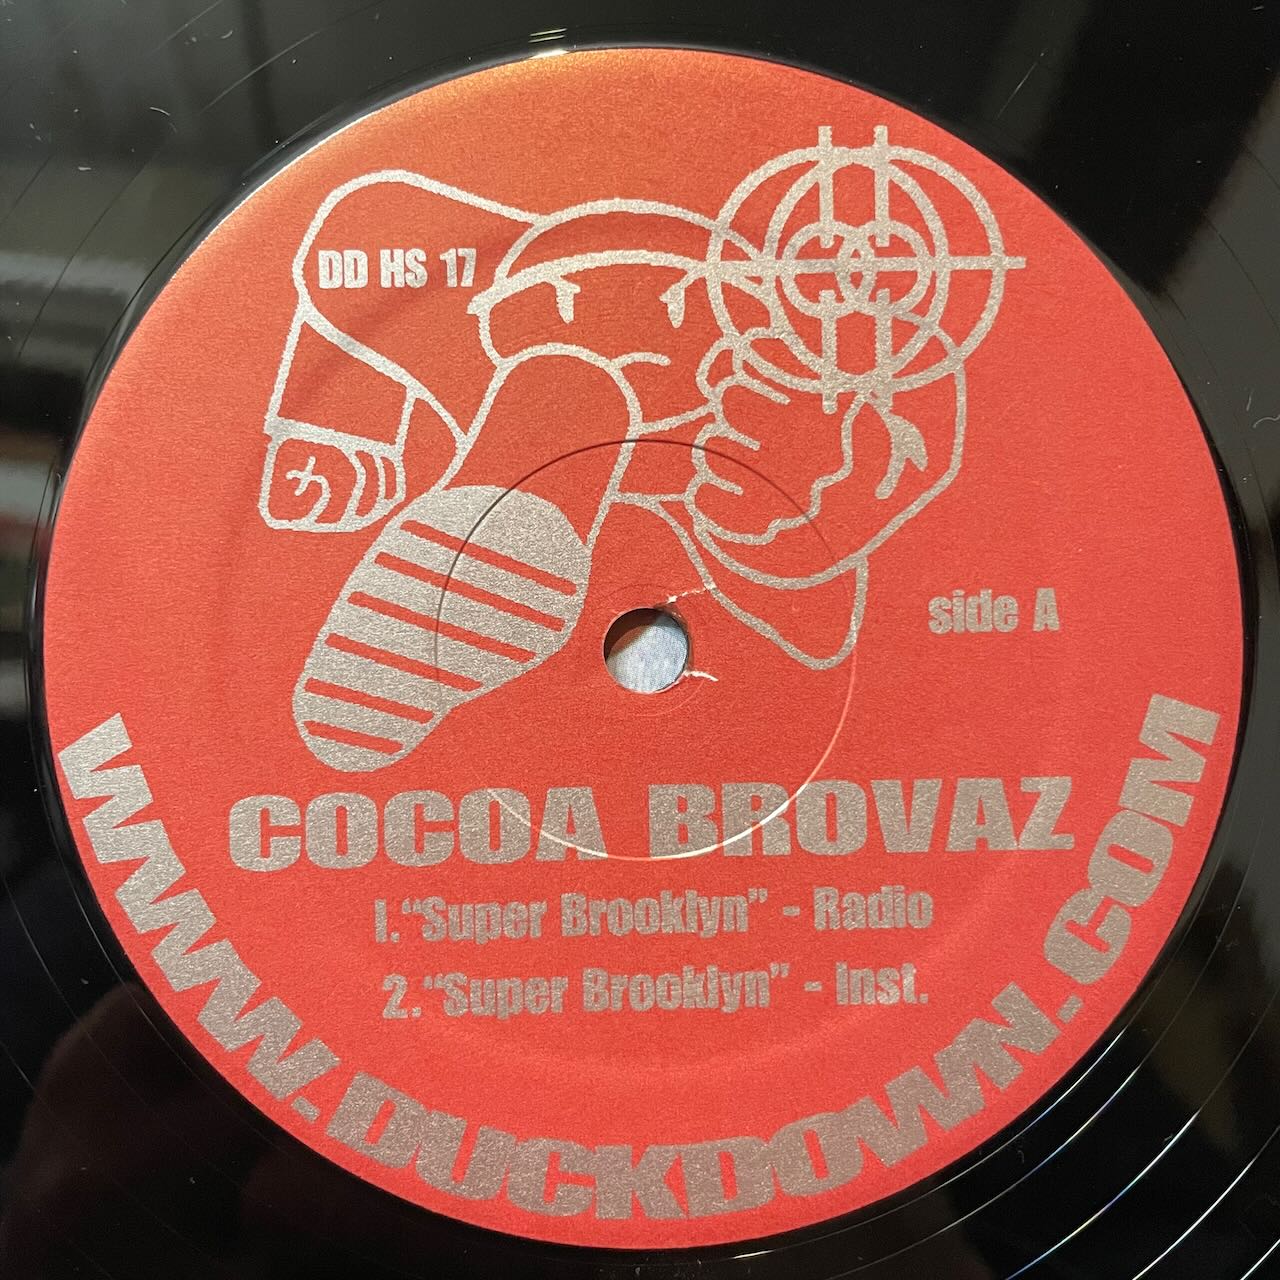 DD HS 17
side A
COCOA BROVAZ
1. “Super Brooklyn” - Radio
2. “Super Brooklyn” - Inst.
WWW.DUCKDOWN.COM